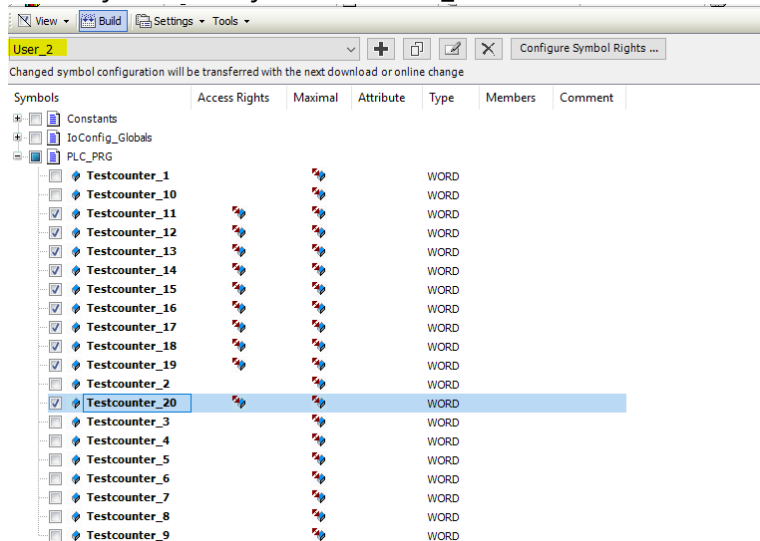 View Build Settings Tools
User_2 Configure Symbol Rights ...
Changed symbol configuration will be transferred with the next download or online change
Symbols Access Rights Maximal Attribute Type Members Comment
Constants
IoConfig_Globals
PLC_PRG
Testcounter_1 WORD
Testcounter_10 WORD
Testcounter_11 WORD
Testcounter_12 WORD
Testcounter_13 WORD
Testcounter_14 WORD
Testcounter_15 WORD
Testcounter_16 WORD
Testcounter_17 WORD
Testcounter_18 WORD
Testcounter_19 WORD
Testcounter_2 WORD
Testcounter_20 WORD
Testcounter_3 WORD
Testcounter_4 WORD
Testcounter_5 WORD
Testcounter_6 WORD
Testcounter_7 WORD
Testcounter_8 WORD
Testcounter_9 WORD